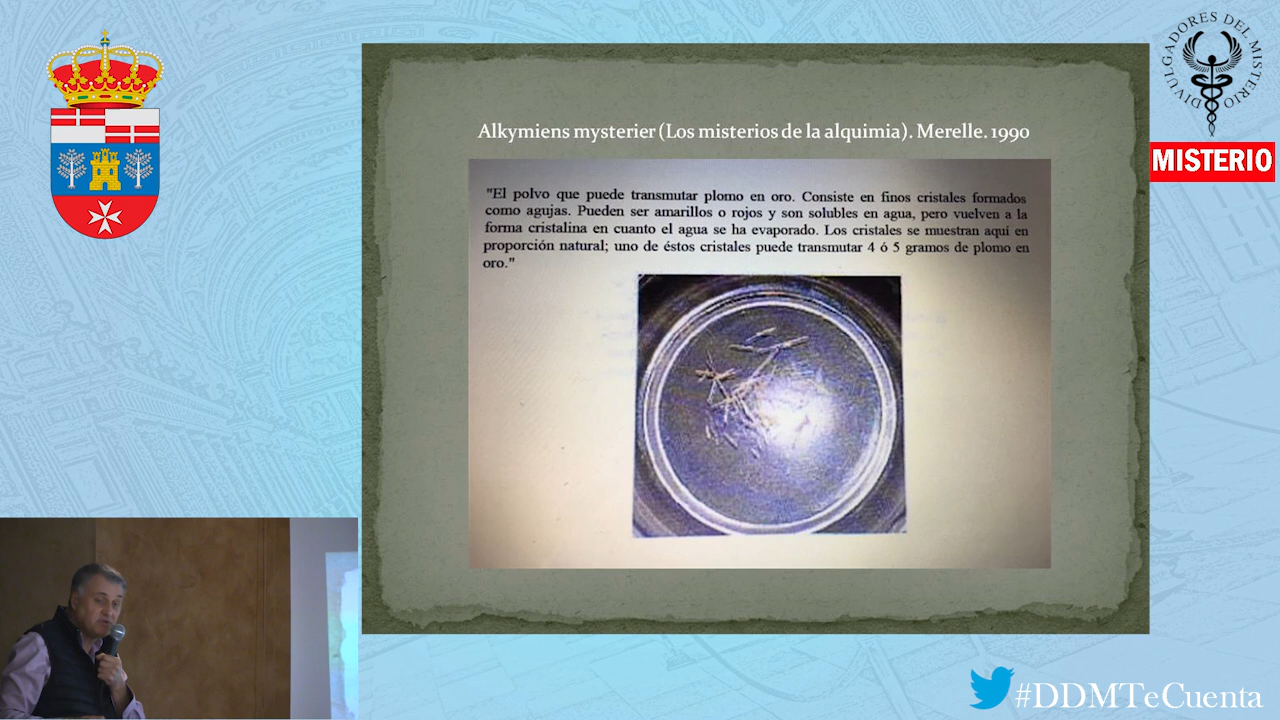 DIVULGADORES DEL MISTERIO
MISTERIO
Alkymiens mysterier (Los misterios de la alquimia). Merelle. 1990
"El polvo que puede transmutar plomo en oro. Consiste en finos cristales formados
como agujas. Pueden ser amarillos o rojos y son solubles en agua, pero vuelven a la
forma cristalina en cuanto el agua se ha evaporado. Los cristales se muestran aquí en
proporción natural; uno de éstos cristales puede transmutar 4 ó 5 gramos de plomo en
oro."
#DDMTeCuenta